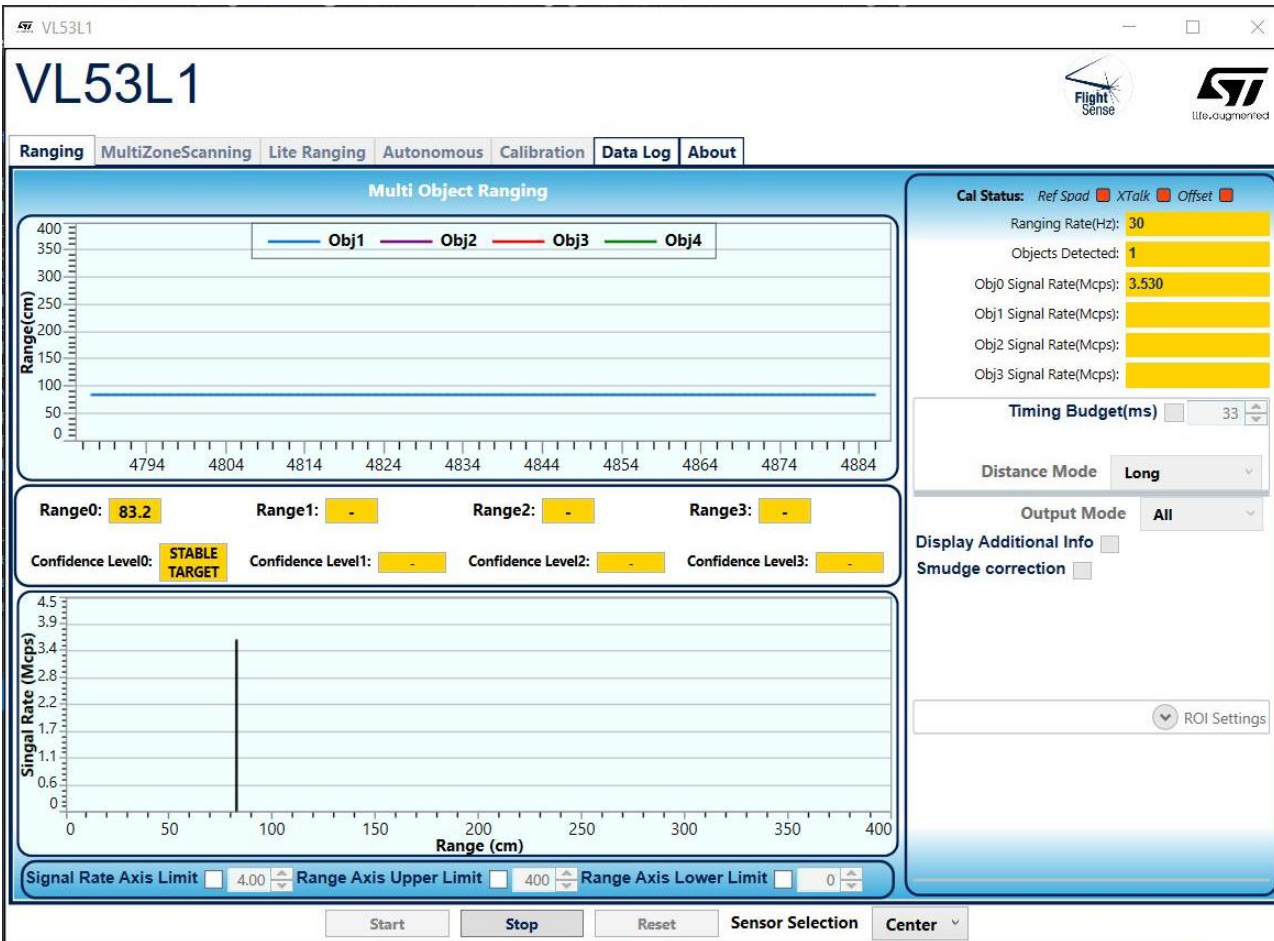 VL53L1
VL53L1
Flight
Sense
life.augmented
Ranging MultiZoneScanning Lite Ranging Autonomous Calibration Data Log About
Multi Object Ranging
Obj1 Obj2 Obj3 Obj4
Range(cm)
400
350
300
250
200
150
100
50
0
4794 4804 4814 4824 4834 4844 4854 4864 4874 4884
Range0: 83.2 Range1: - Range2: - Range3: -
Confidence Level0: STABLE TARGET Confidence Level1: - Confidence Level2: - Confidence Level3: -
Singal Rate (Mcps)
4.5
3.9
3.4
2.8
2.2
1.7
1.1
0.6
0
0 50 100 150 200 250 300 350 400
Range (cm)
Signal Rate Axis Limit 4.00 Range Axis Upper Limit 400 Range Axis Lower Limit 0
Cal Status: Ref Spad XTalk Offset
Ranging Rate(Hz): 30
Objects Detected: 1
Obj0 Signal Rate(Mcps): 3.530
Obj1 Signal Rate(Mcps):
Obj2 Signal Rate(Mcps):
Obj3 Signal Rate(Mcps):
Timing Budget(ms) 33
Distance Mode Long
Output Mode All
Display Additional Info
Smudge correction
ROI Settings
Start Stop Reset Sensor Selection Center